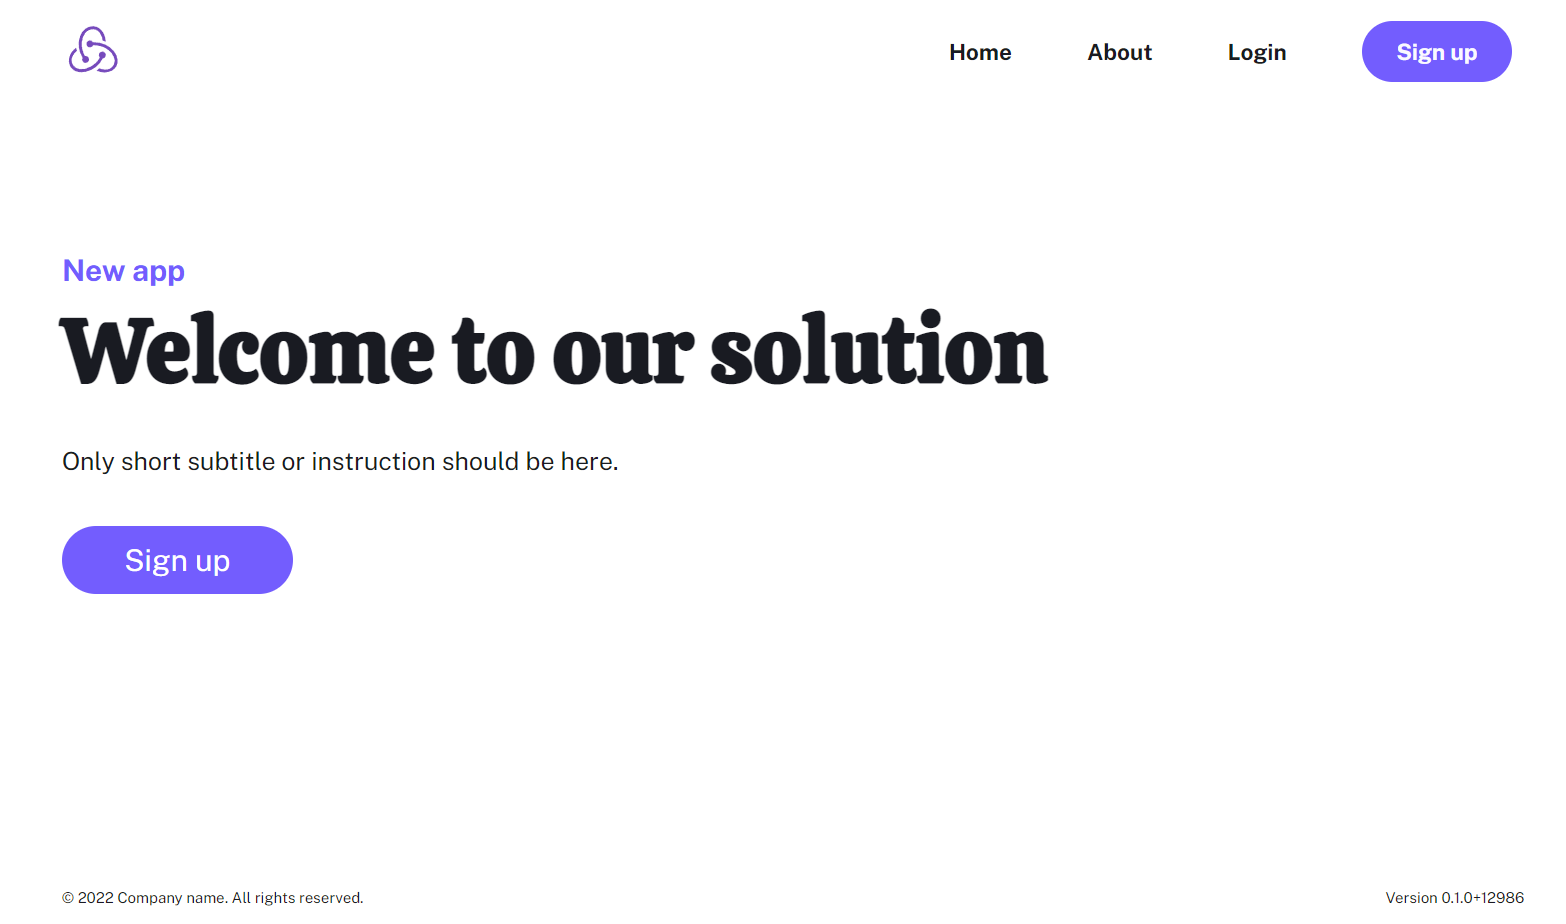 Home About Login Sign up
New app
Welcome to our solution
Only short subtitle or instruction should be here.
Sign up
© 2022 Company name. All rights reserved. Version 0.1.0+12986